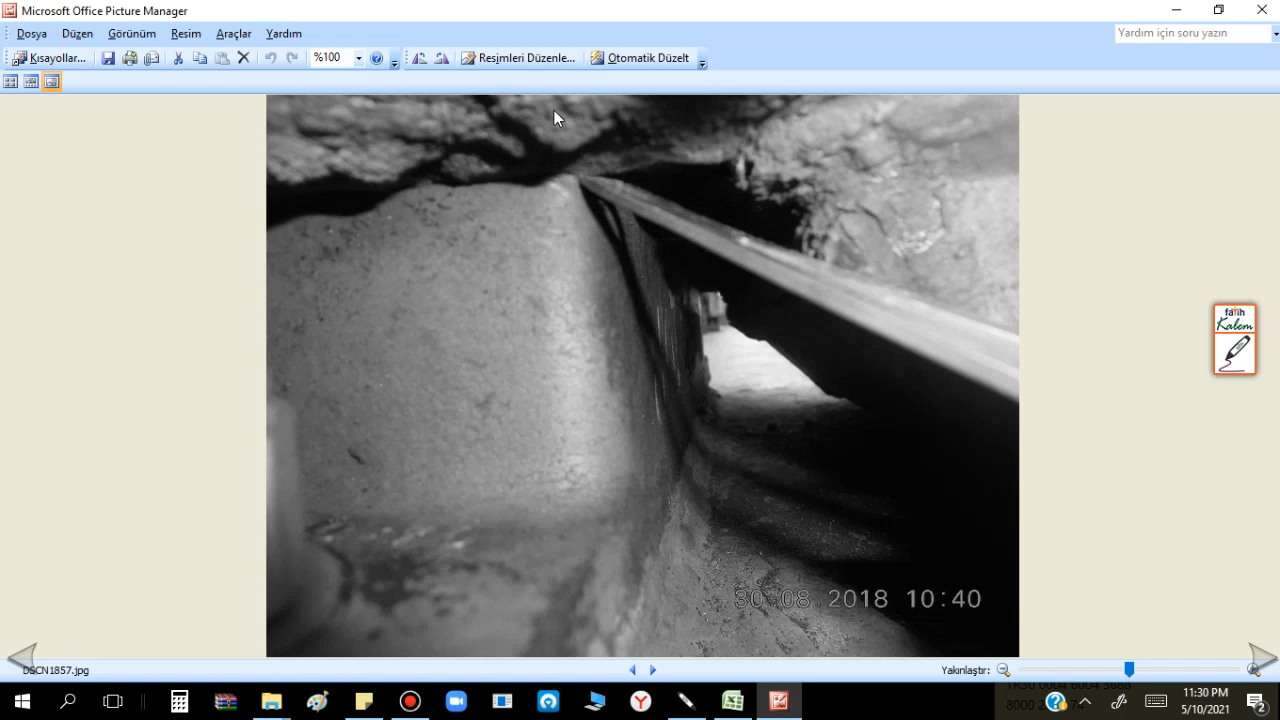 Microsoft Office Picture Manager
Dosya Düzen Görünüm Resim Araçlar Yardım
Yardım için soru yazın
Kısayollar... %100 Resimleri Düzenle... Otomatik Düzelt
fatih
Kalem
30 08 2018 10:40
DSCN1857.jpg
Yakınlaştır:
11:30 PM
5/10/2021
2